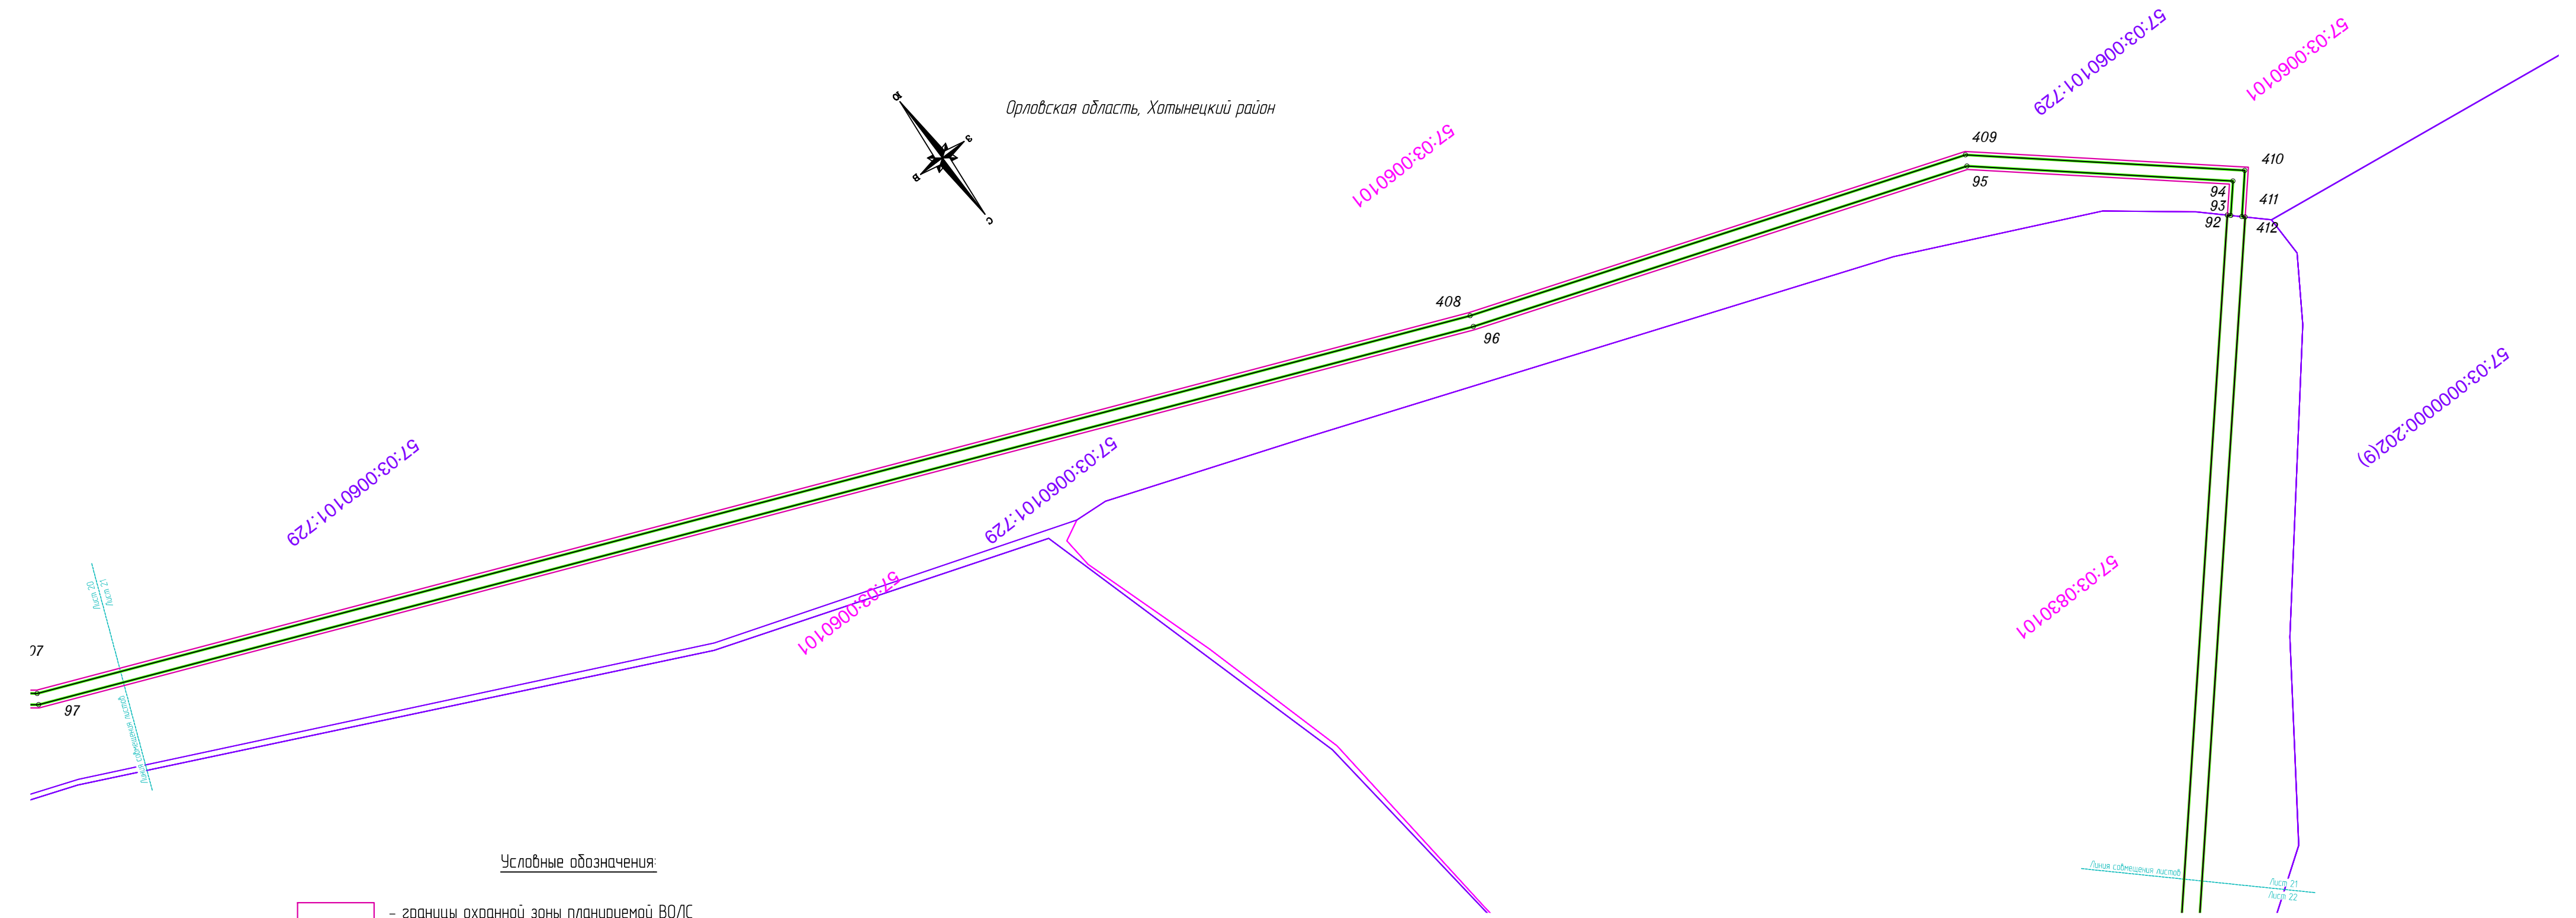 57:03:0060101:729
57:03:0060101
Ю
З
В
С
Орловская область, Хотынецкий район
57:03:0060101
409
410
95
94
411
93
92
412
408
96
57:03:0000000:202(9)
57:03:0060101:729
57:03:0060101:729
57:03:0060101
57:03:083101
Лист 21
Лист 20
07
97
Линия совмещения листов
Условные обозначения:
Линия совмещения листов
Лист 21
Лист 22
- границы охранной зоны планируемой ВОЛС